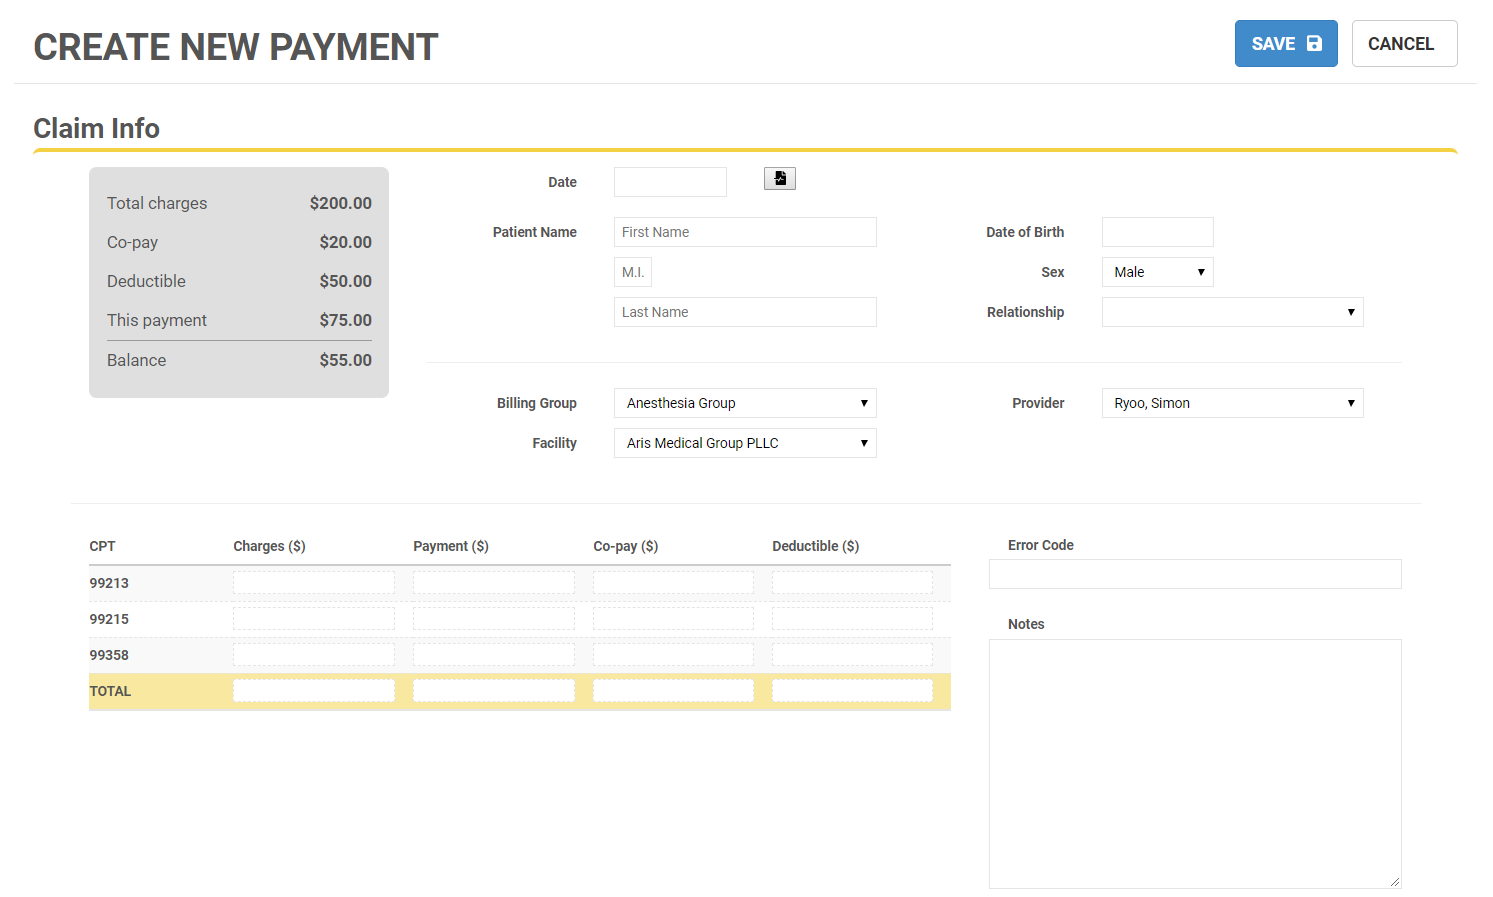 CREATE NEW PAYMENT
SAVE
CANCEL
Claim Info
Total charges $200.00
Co-pay $20.00
Deductible $50.00
This payment $75.00
Balance $55.00
Date
Patient Name First Name
M.I.
Last Name
Date of Birth
Sex Male
Relationship
Billing Group Anesthesia Group
Provider Ryoo, Simon
Facility Aris Medical Group PLLC
CPT Charges ($) Payment ($) Co-pay ($) Deductible ($)
99213
99215
99358
TOTAL
Error Code
Notes